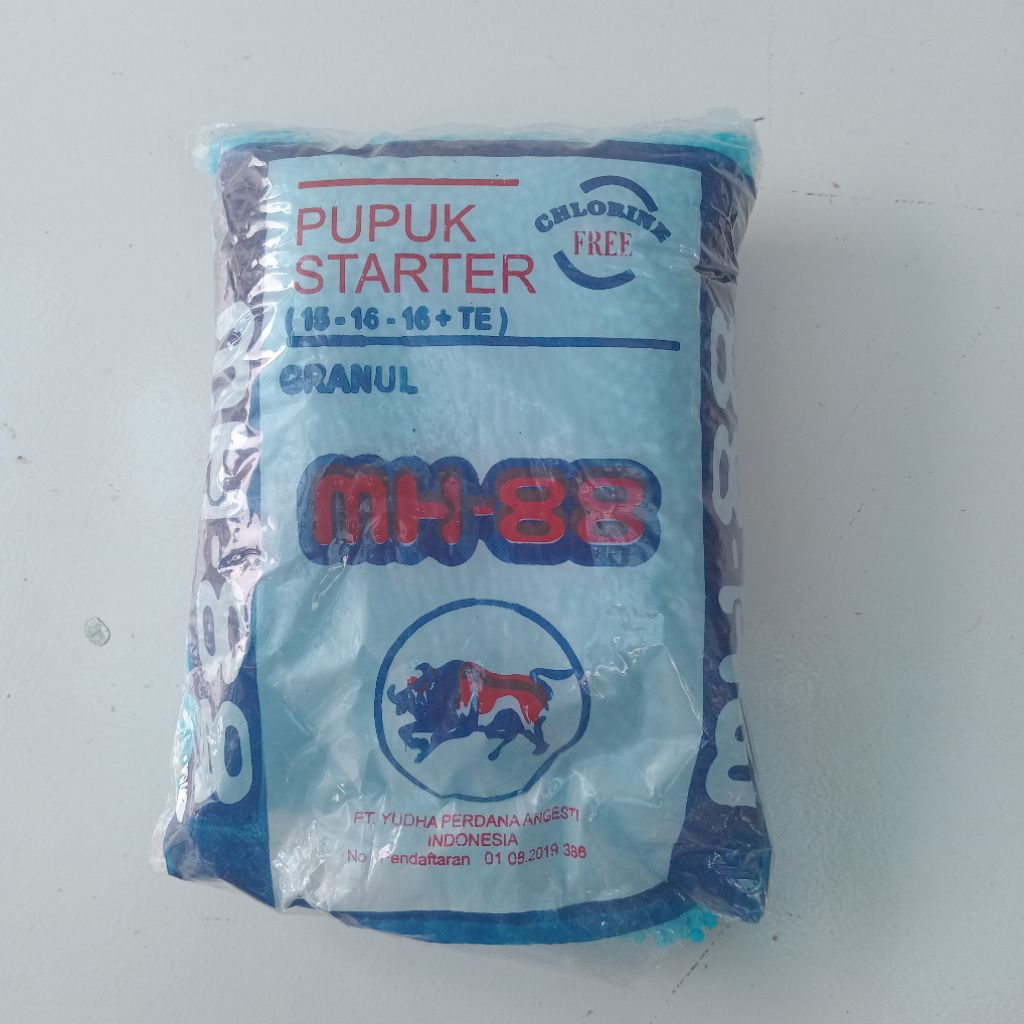 PUPUK
STARTER
CHLORINE
FREE
( 16 - 16 - 16 + TE )
GRANUL
MH-88
PT. YUDHA PERDANA ANGESTI
INDONESIA
No. Pendaftaran 01 08.2019 386